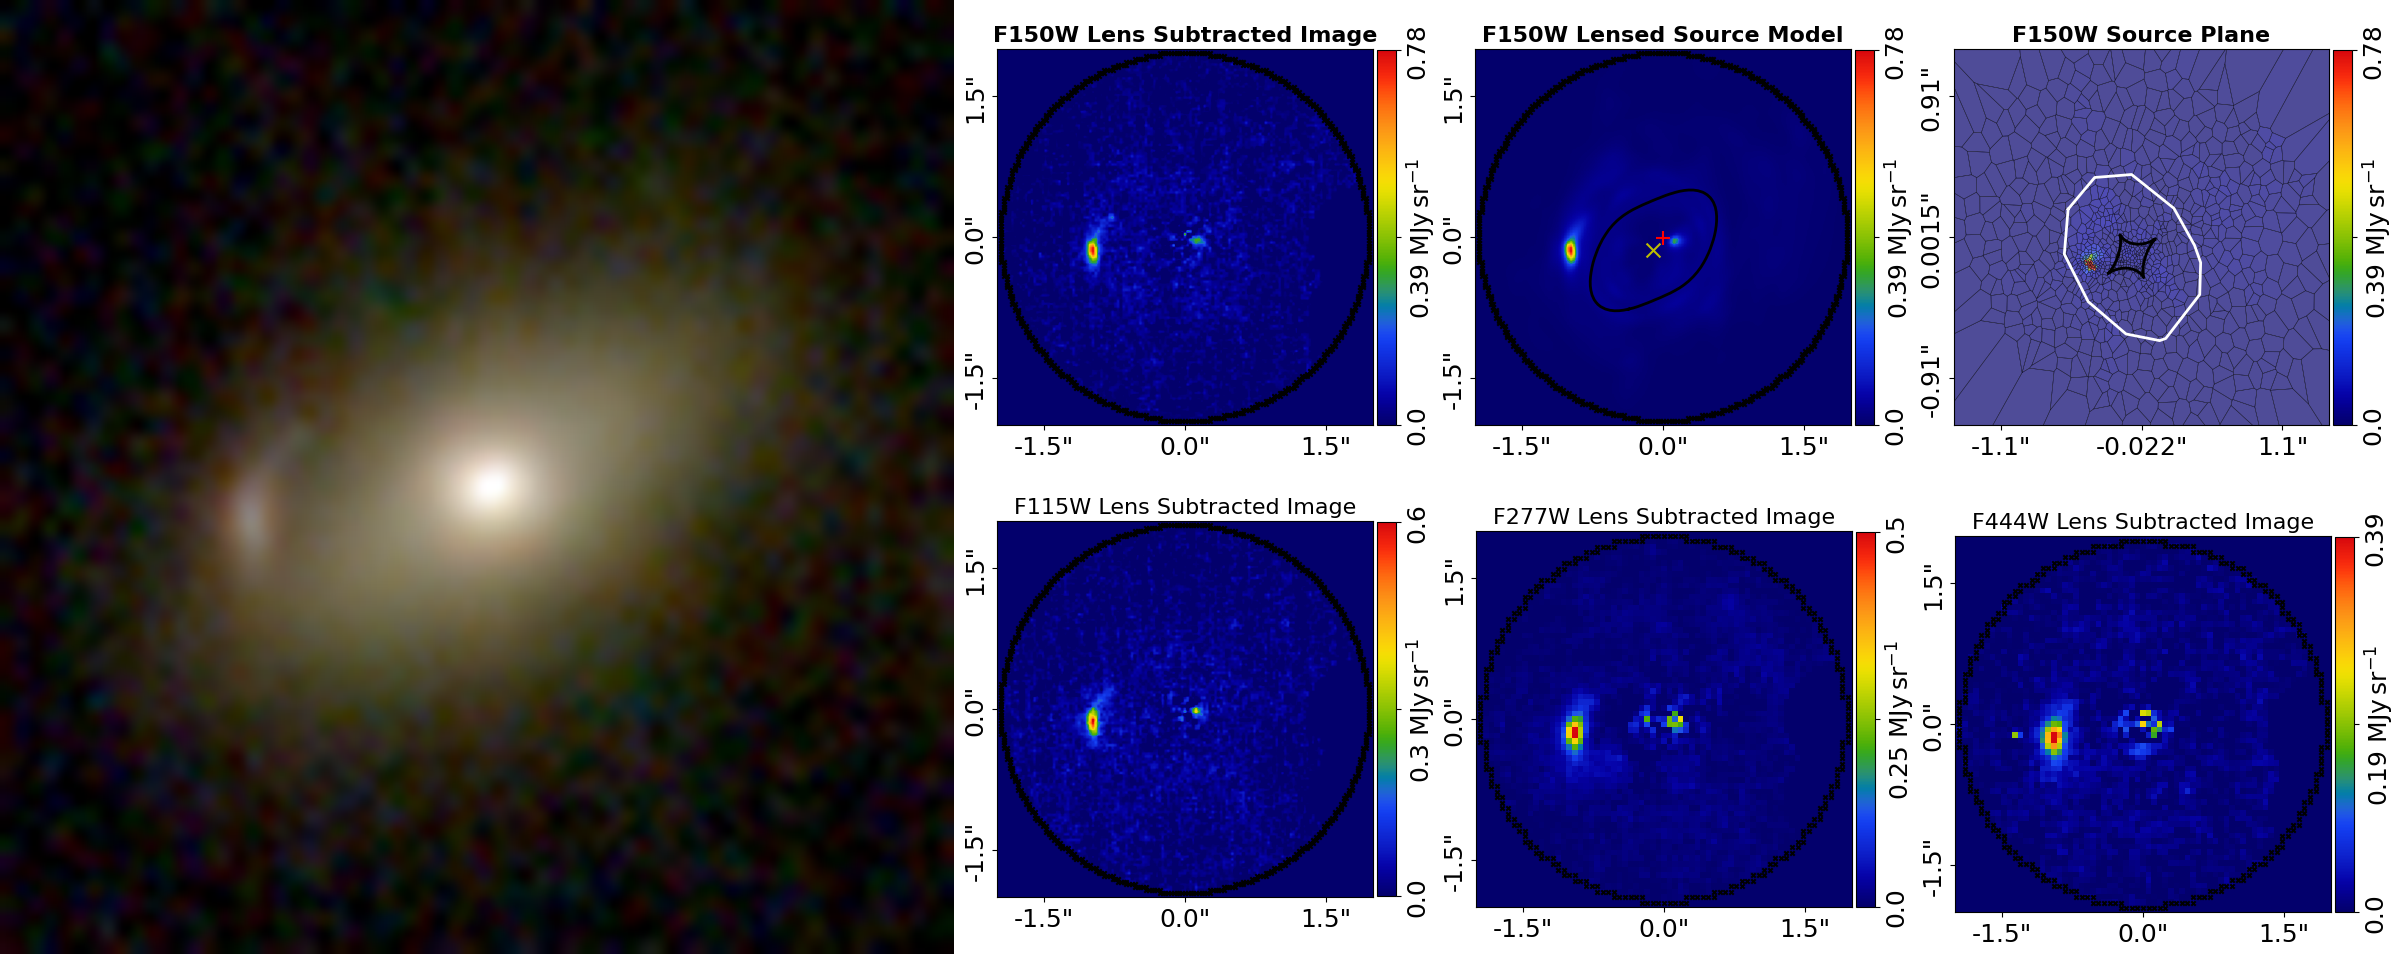 F150W Lens Subtracted Image
1.5"
0.0"
-1.5"
-1.5" 0.0" 1.5"
0.78
0.39 MJy sr⁻¹
0.0
F150W Lensed Source Model
1.5"
0.0"
-1.5"
-1.5" 0.0" 1.5"
0.78
0.39 MJy sr⁻¹
0.0
F150W Source Plane
0.91"
0.0015"
-0.91"
-1.1" -0.022" 1.1"
0.78
0.39 MJy sr⁻¹
0.0
F115W Lens Subtracted Image
1.5"
0.0"
-1.5"
-1.5" 0.0" 1.5"
0.6
0.3 MJy sr⁻¹
0.0
F277W Lens Subtracted Image
1.5"
0.0"
-1.5"
-1.5" 0.0" 1.5"
0.5
0.25 MJy sr⁻¹
0.0
F444W Lens Subtracted Image
1.5"
0.0"
-1.5"
-1.5" 0.0" 1.5"
0.39
0.19 MJy sr⁻¹
0.0